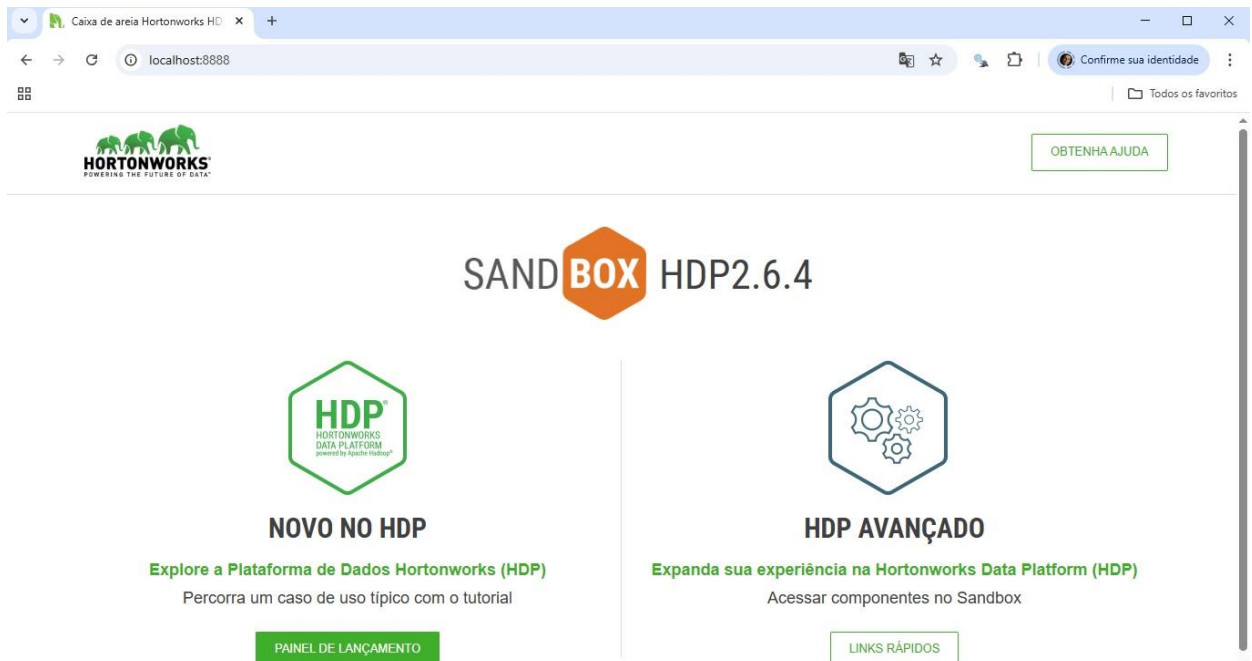 Caixa de areia Hortonworks HD
localhost:8888
Confirme sua identidade
Todos os favoritos
HORTONWORKS
POWERING THE FUTURE OF DATA
OBTENHA AJUDA
SANDBOX HDP2.6.4
HDP®
HORTONWORKS
DATA PLATFORM
powered by Apache Hadoop®
NOVO NO HDP
HDP AVANÇADO
Explore a Plataforma de Dados Hortonworks (HDP)
Expanda sua experiência na Hortonworks Data Platform (HDP)
Percorra um caso de uso típico com o tutorial
Acessar componentes no Sandbox
PAINEL DE LANÇAMENTO
LINKS RÁPIDOS